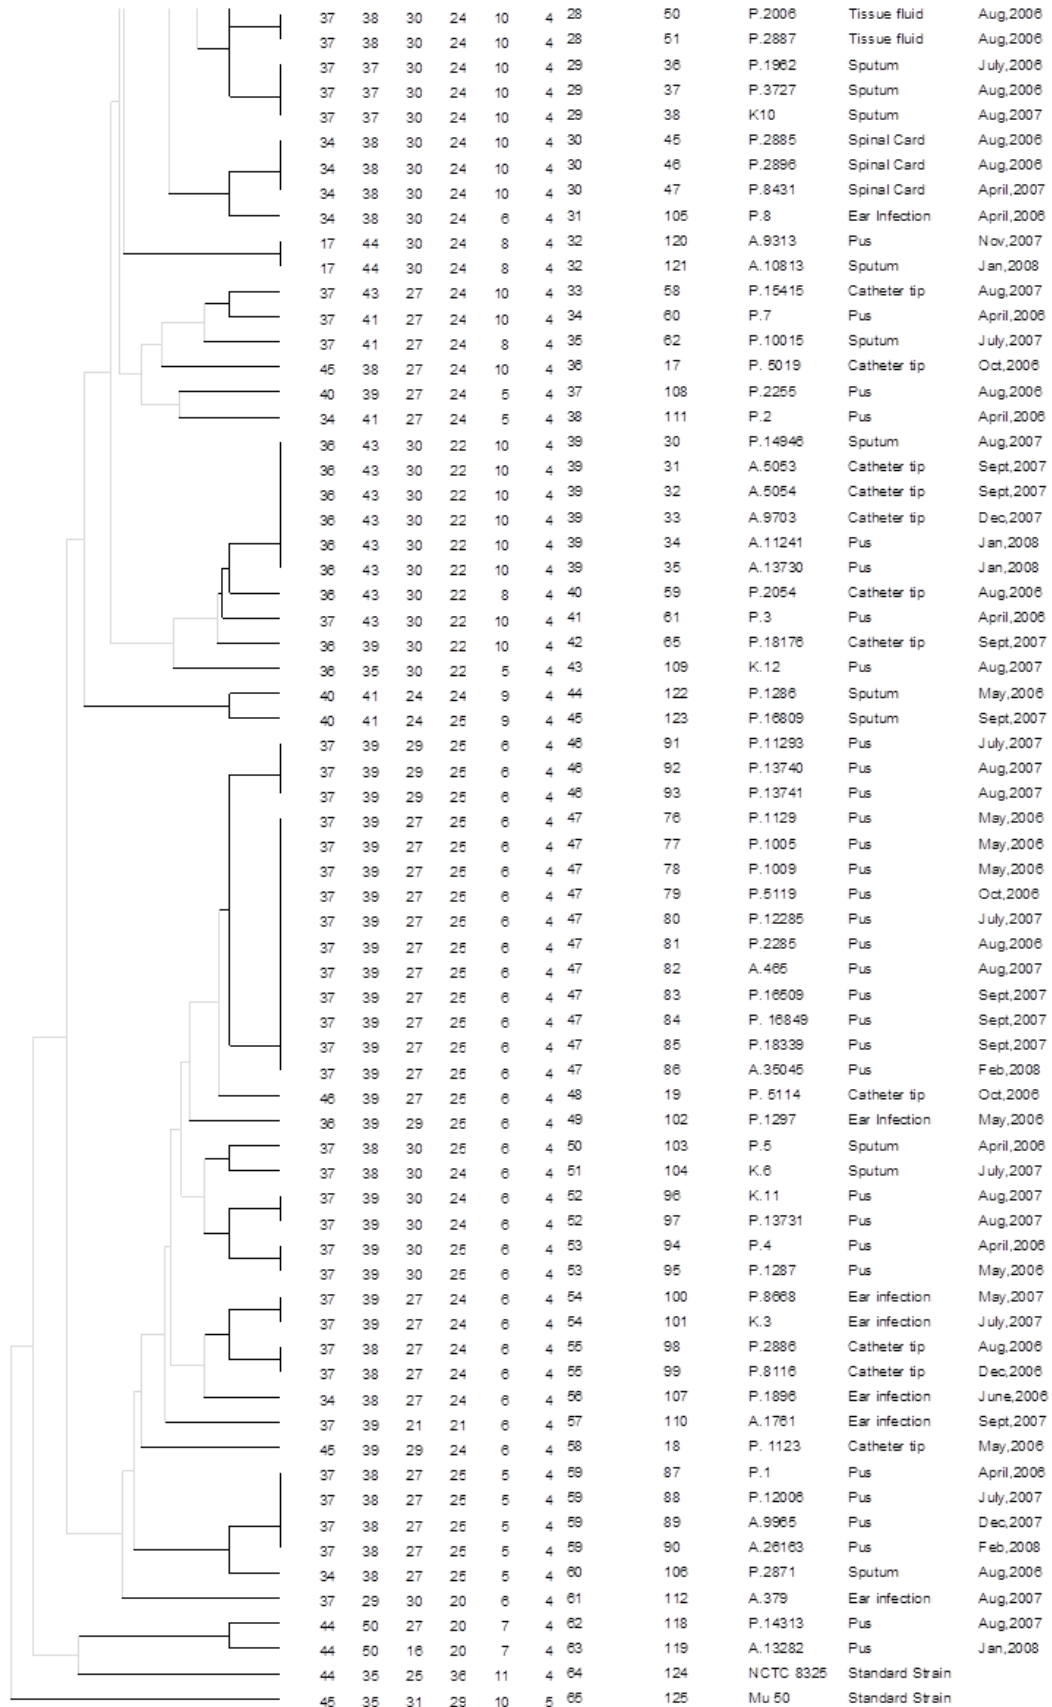 37 38 30 24 10 4 28 50 P.2006 Tissue fluid Aug,2006
37 38 30 24 10 4 28 51 P.2887 Tissue fluid Aug,2006
37 37 30 24 10 4 29 36 P.1962 Sputum July,2006
37 37 30 24 10 4 29 37 P.3727 Sputum Aug,2006
37 37 30 24 10 4 29 38 K10 Sputum Aug,2007
34 38 30 24 10 4 30 45 P.2885 Spinal Card Aug,2006
34 38 30 24 10 4 30 46 P.2896 Spinal Card Aug,2006
34 38 30 24 10 4 30 47 P.8431 Spinal Card April,2007
34 38 30 24 6 4 31 105 P.8 Ear Infection April,2006
17 44 30 24 8 4 32 120 A.9313 Pus Nov,2007
17 44 30 24 8 4 32 121 A.10813 Sputum Jan,2008
37 43 27 24 10 4 33 58 P.15415 Catheter tip Aug,2007
37 41 27 24 10 4 34 60 P.7 Pus April,2006
37 41 27 24 8 4 35 62 P.10015 Sputum July,2007
45 38 27 24 10 4 36 17 P. 5019 Catheter tip Oct,2006
40 39 27 24 5 4 37 108 P.2255 Pus Aug,2006
34 41 27 24 5 4 38 111 P.2 Pus April,2006
36 43 30 22 10 4 39 30 P.14946 Sputum Aug,2007
36 43 30 22 10 4 39 31 A.5053 Catheter tip Sept,2007
36 43 30 22 10 4 39 32 A.5054 Catheter tip Sept,2007
36 43 30 22 10 4 39 33 A.9703 Catheter tip Dec,2007
36 43 30 22 10 4 39 34 A.11241 Pus Jan,2008
36 43 30 22 10 4 39 35 A.13730 Pus Jan,2008
36 43 30 22 8 4 40 59 P.2054 Catheter tip Aug,2006
37 43 30 22 10 4 41 61 P.3 Pus April,2006
36 39 30 22 10 4 42 65 P.18176 Catheter tip Sept,2007
36 35 30 22 5 4 43 109 K.12 Pus Aug,2007
40 41 24 24 9 4 44 122 P.1286 Sputum May,2006
40 41 24 25 9 4 45 123 P.16809 Sputum Sept,2007
37 39 29 25 6 4 46 91 P.11293 Pus July,2007
37 39 29 25 6 4 46 92 P.13740 Pus Aug,2007
37 39 29 25 6 4 46 93 P.13741 Pus Aug,2007
37 39 27 25 6 4 47 76 P.1129 Pus May,2006
37 39 27 25 6 4 47 77 P.1005 Pus May,2006
37 39 27 25 6 4 47 78 P.1009 Pus May,2006
37 39 27 25 6 4 47 79 P.5119 Pus Oct,2006
37 39 27 25 6 4 47 80 P.12285 Pus July,2007
37 39 27 25 6 4 47 81 P.2285 Pus Aug,2006
37 39 27 25 6 4 47 82 A.465 Pus Aug,2007
37 39 27 25 6 4 47 83 P.16509 Pus Sept,2007
37 39 27 25 6 4 47 84 P. 16849 Pus Sept,2007
37 39 27 25 6 4 47 85 P.18339 Pus Sept,2007
37 39 27 25 6 4 47 86 A.35045 Pus Feb,2008
46 39 27 25 6 4 48 19 P. 5114 Catheter tip Oct,2006
36 39 29 25 6 4 49 102 P.1297 Ear Infection May,2006
37 38 30 25 6 4 50 103 P.5 Sputum April,2006
37 38 30 24 6 4 51 104 K.6 Sputum July,2007
37 39 30 24 6 4 52 96 K.11 Pus Aug,2007
37 39 30 24 6 4 52 97 P.13731 Pus Aug,2007
37 39 30 25 6 4 53 94 P.4 Pus April,2006
37 39 30 25 6 4 53 95 P.1287 Pus May,2006
37 39 27 24 6 4 54 100 P.8668 Ear infection May,2007
37 39 27 24 6 4 54 101 K.3 Ear infection July,2007
37 38 27 24 6 4 55 98 P.2886 Catheter tip Aug,2006
37 38 27 24 6 4 55 99 P.8116 Catheter tip Dec,2006
34 38 27 24 6 4 56 107 P.1896 Ear infection June,2006
37 39 21 21 6 4 57 110 A.1761 Ear infection Sept,2007
45 39 29 24 6 4 58 18 P. 1123 Catheter tip May,2006
37 38 27 25 5 4 59 87 P.1 Pus April,2006
37 38 27 25 5 4 59 88 P.12006 Pus July,2007
37 38 27 25 5 4 59 89 A.9965 Pus Dec,2007
37 38 27 25 5 4 59 90 A.26163 Pus Feb,2008
34 38 27 25 5 4 60 106 P.2871 Sputum Aug,2006
37 29 30 20 6 4 61 112 A.379 Ear infection Aug,2007
44 50 27 20 7 4 62 118 P.14313 Pus Aug,2007
44 50 16 20 7 4 63 119 A.13282 Pus Jan,2008
44 35 25 36 11 4 64 124 NCTC 8325 Standard Strain
45 35 31 29 10 5 65 125 Mu 50 Standard Strain